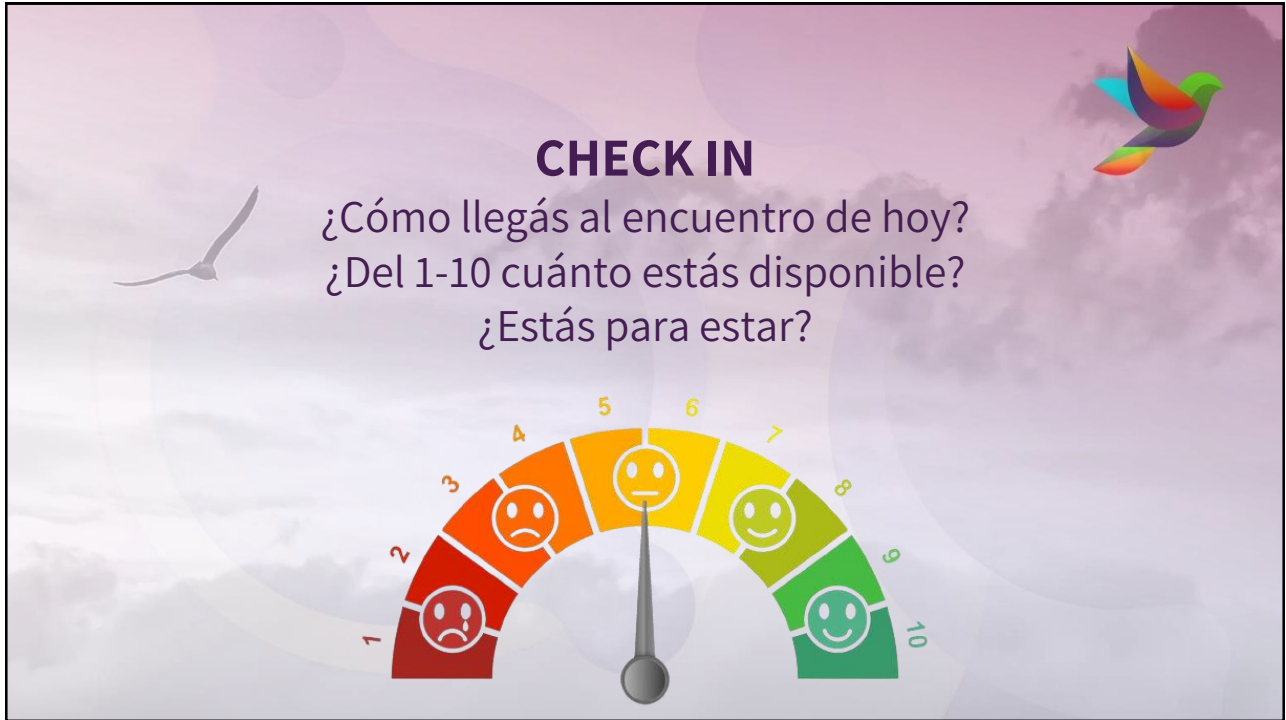 CHECK IN
¿Cómo llegás al encuentro de hoy?
¿Del 1-10 cuánto estás disponible?
¿Estás para estar?
1
2
3
4
5
6
7
8
9
10